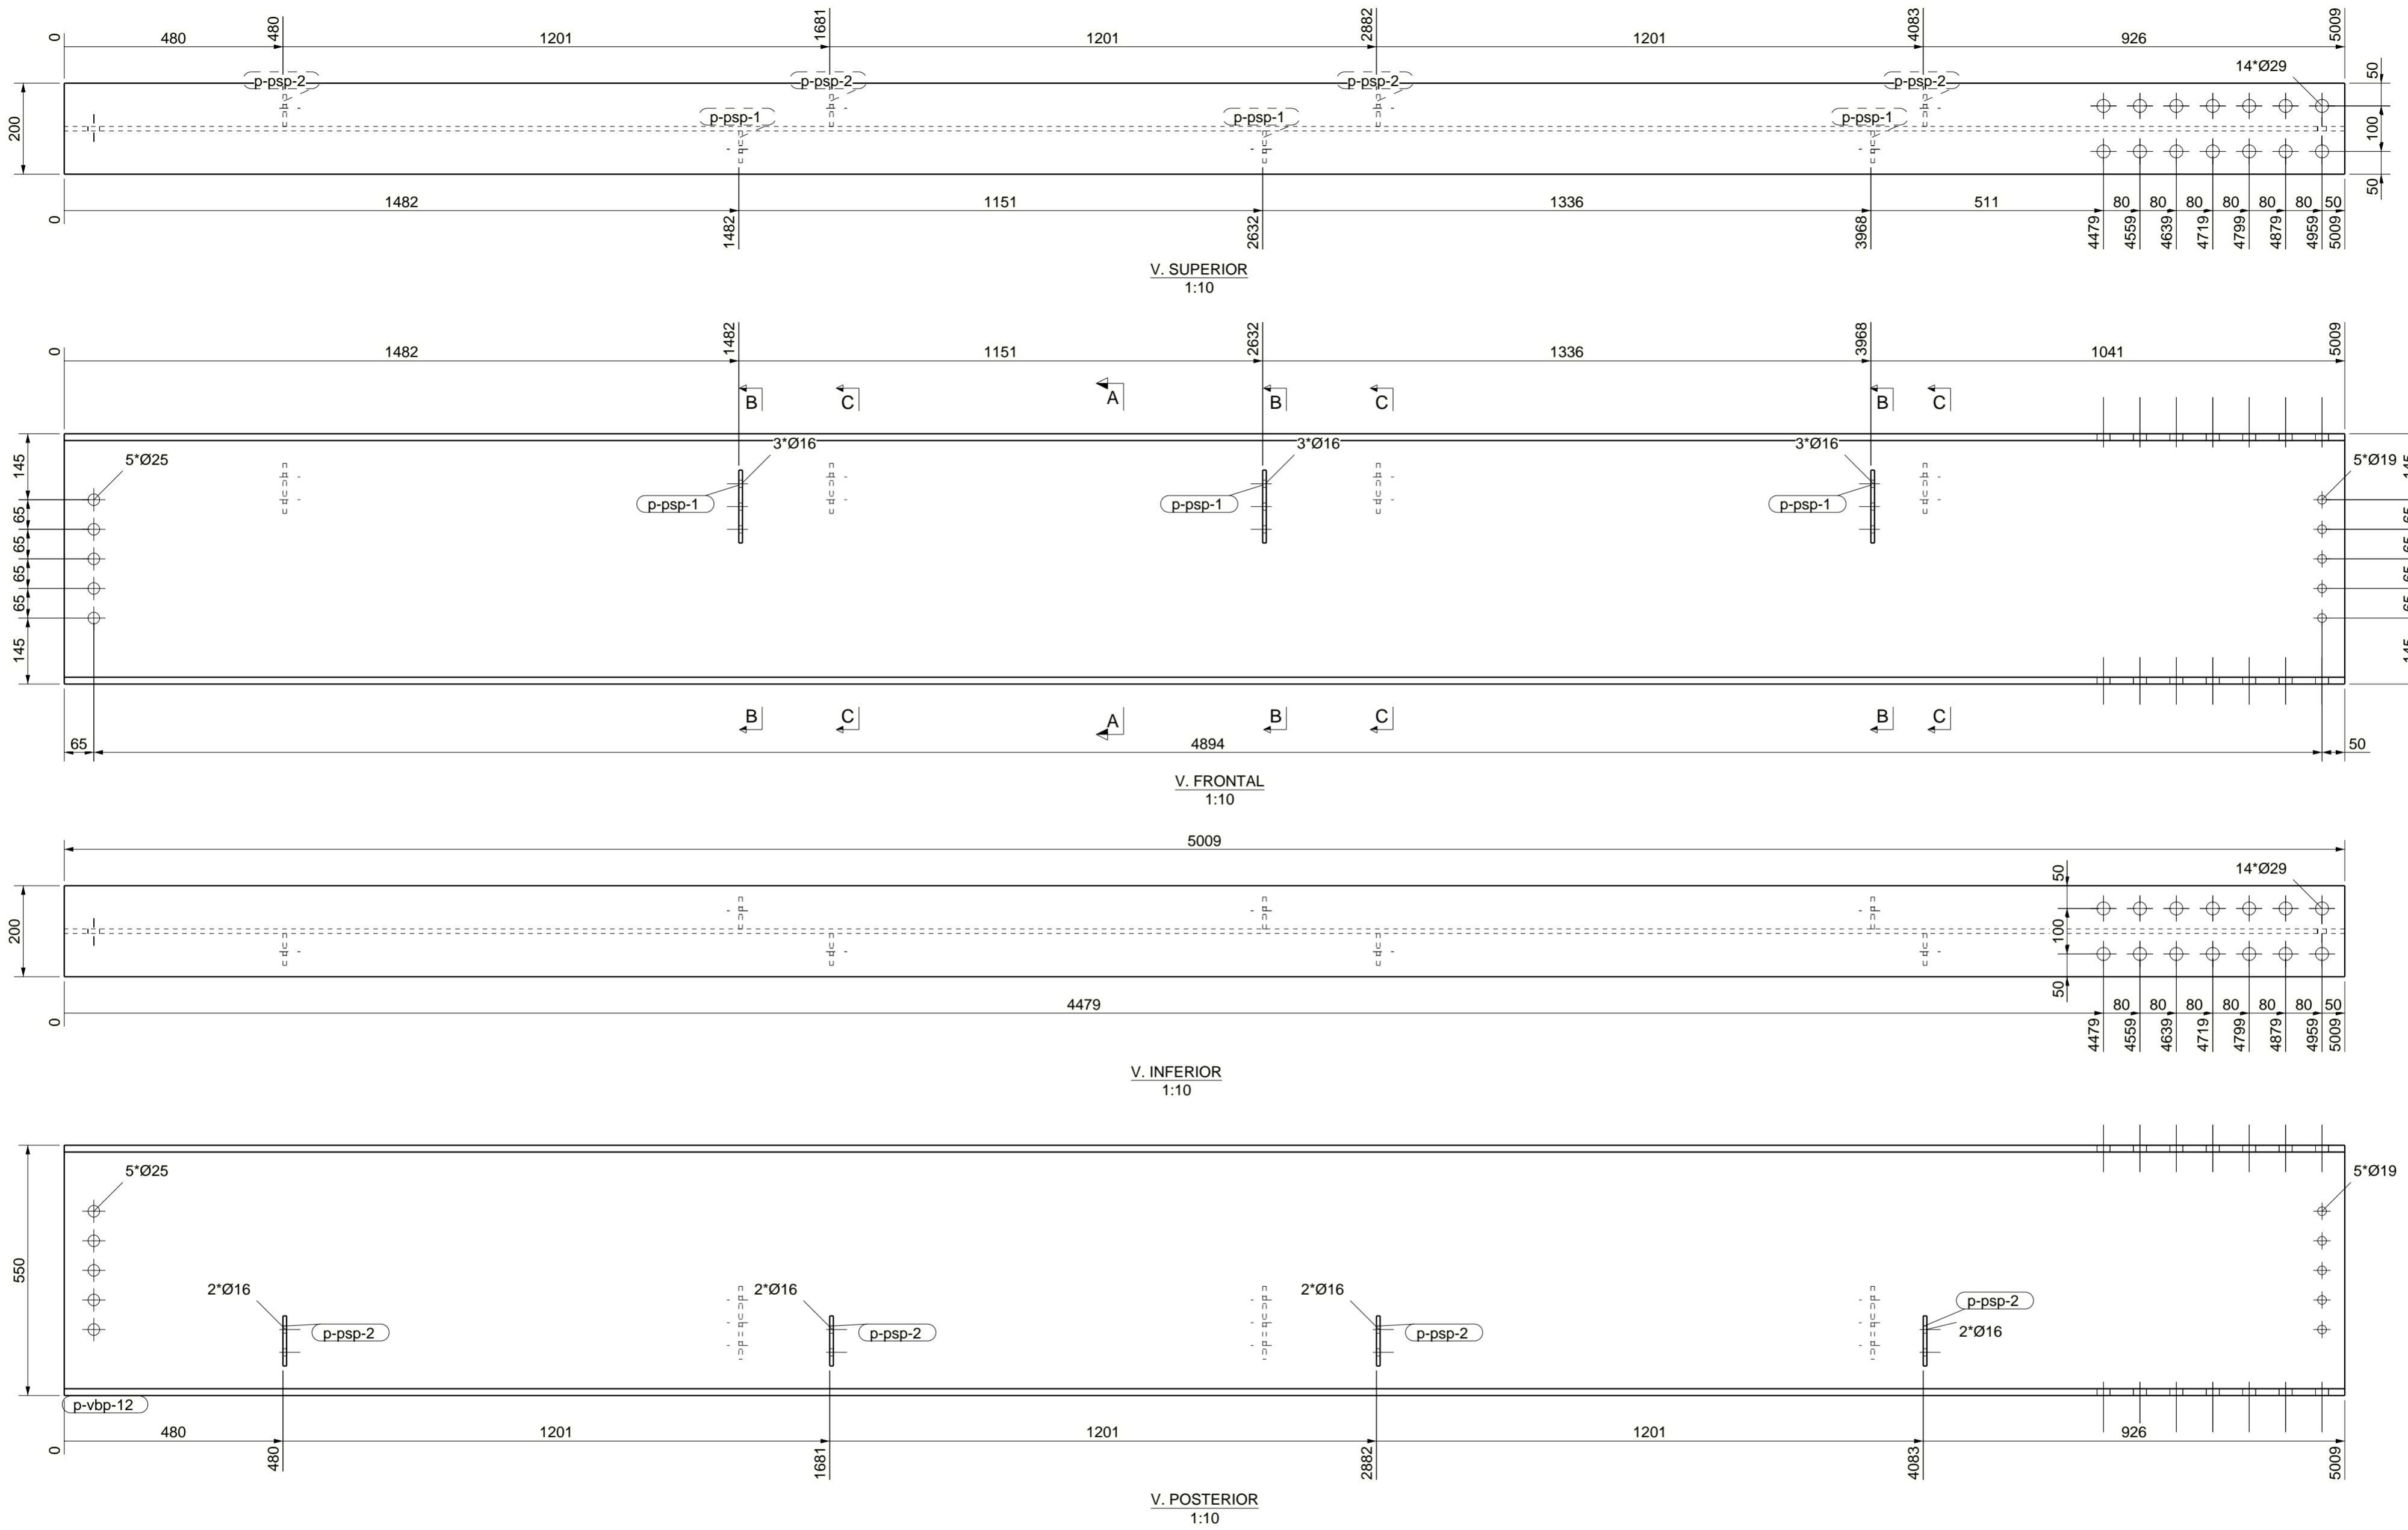 0 480 480 1201 1681 1201 2882 1201 4083 926 5009
p-psp-2 p-psp-2 p-psp-2 p-psp-2 14*Ø29 50
p-psp-1 p-psp-1 p-psp-1
200 100
50
0 1482 1482 1151 2632 1336 3968 511 4479 80 4559 80 4639 80 4719 80 4799 80 4879 80 4959 50 5009
V. SUPERIOR
1:10
0 1482 1482 1151 2632 1336 3968 1041 5009
B C A B C B C
145 5*Ø25 3*Ø16 3*Ø16 3*Ø16 5*Ø19 145
p-psp-1 p-psp-1 p-psp-1
65 65
65 65
65 65
65 65
145 145
B C A B C B C
65 4894 50
V. FRONTAL
1:10
5009
200 50 14*Ø29
100
50
0 4479 4479 80 4559 80 4639 80 4719 80 4799 80 4879 80 4959 50 5009
V. INFERIOR
1:10
5*Ø25 5*Ø19
550
2*Ø16 2*Ø16 2*Ø16 p-psp-2
p-psp-2 p-psp-2 p-psp-2 2*Ø16
p-vbp-12
0 480 480 1201 1681 1201 2882 1201 4083 926 5009
V. POSTERIOR
1:10